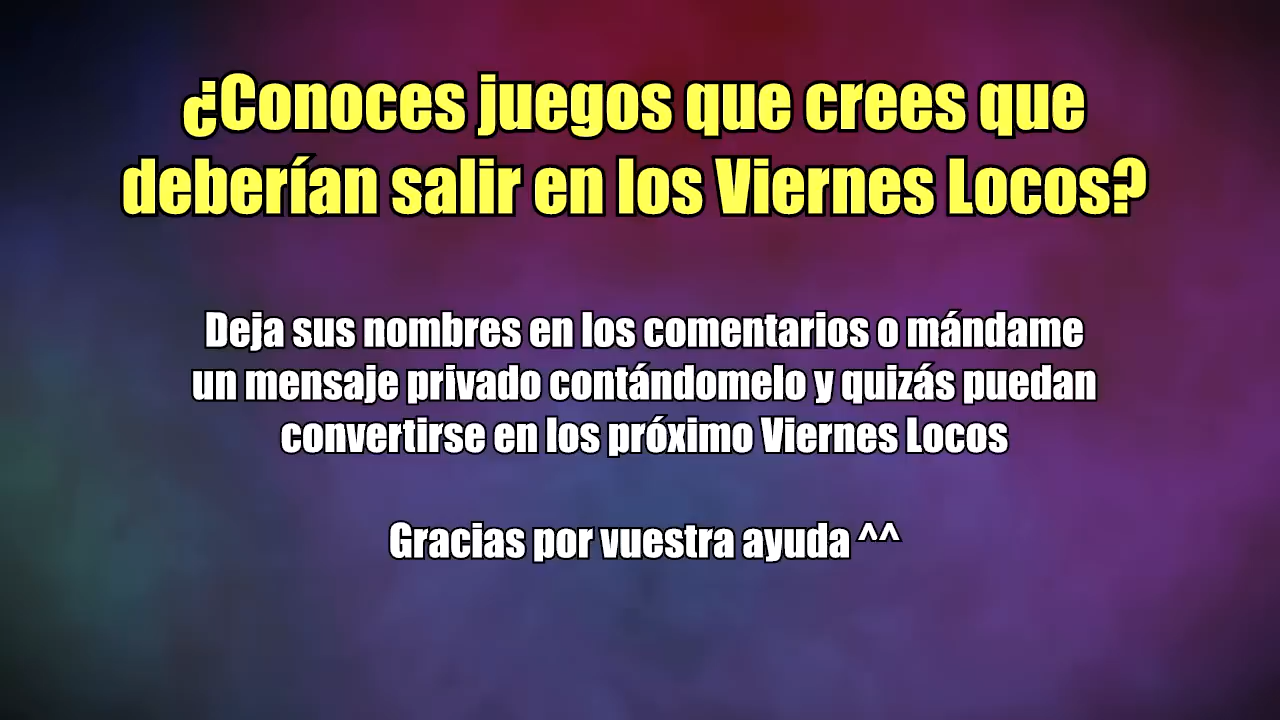 ¿Conoces juegos que crees que
deberían salir en los Viernes Locos?
Deja sus nombres en los comentarios o mándame
un mensaje privado contándomelo y quizás puedan
convertirse en los próximo Viernes Locos
Gracias por vuestra ayuda ^^